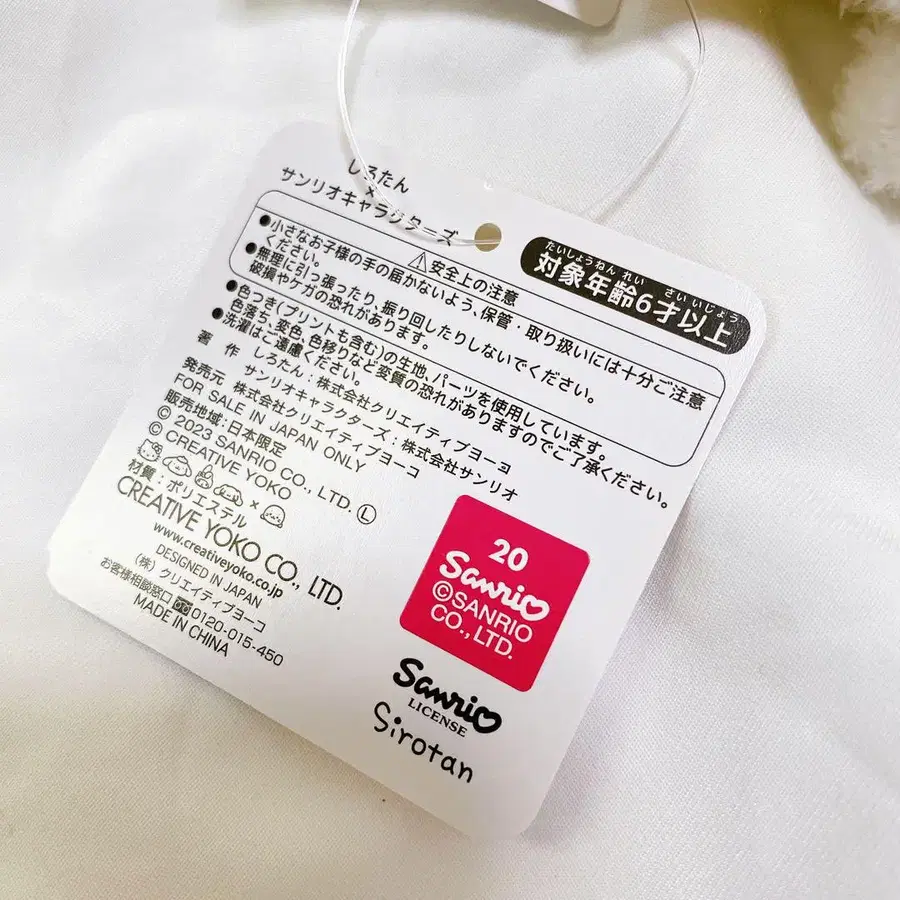 しろたん
×
サンリオキャラクターズ
たいしょうねんれい さいいじょう
対象年齢6才以上
⚠安全上の注意
●小さなお子様の手の届かないよう、保管・取り扱いには十分ご注意
ください。
●無理に引っ張ったり、振り回したりしないでください。
破損やケガの恐れがあります。
●色つき(プリントも含む)の生地、パーツを使用しています。
色落ち、変色、色移りなど変質の恐れがありますのでご了承ください。
●洗濯はご遠慮ください。
著 作 しろたん:株式会社クリエイティブヨーコ
サンリオキャラクターズ:株式会社サンリオ
発売元 株式会社クリエイティブヨーコ
FOR SALE IN JAPAN ONLY
販売地域:日本限定
© 2023 SANRIO CO., LTD. Ⓛ
© CREATIVE YOKO
×
材質:ポリエステル
CREATIVE YOKO CO., LTD.
www.creativeyoko.co.jp
DESIGNED IN JAPAN
(株)クリエイティブヨーコ
お客様相談窓口 0120-015-450
MADE IN CHINA
20
Sanrio
©SANRIO
CO., LTD.
Sanrio
LICENSE
Sirotan